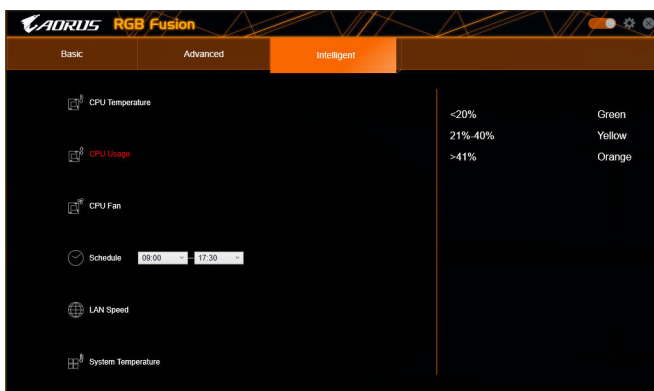 AORUS RGB Fusion
Basic Advanced Intelligent
CPU Temperature
CPU Usage
CPU Fan
Schedule 09:00 – 17:30
LAN Speed
System Temperature
<20% Green
21%-40% Yellow
>41% Orange